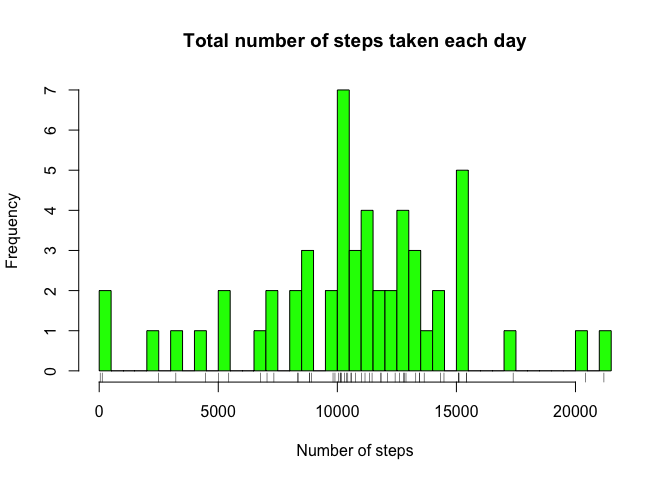 Total number of steps taken each day
Frequency
7
6
5
4
3
2
1
0
0 5000 10000 15000 20000
Number of steps